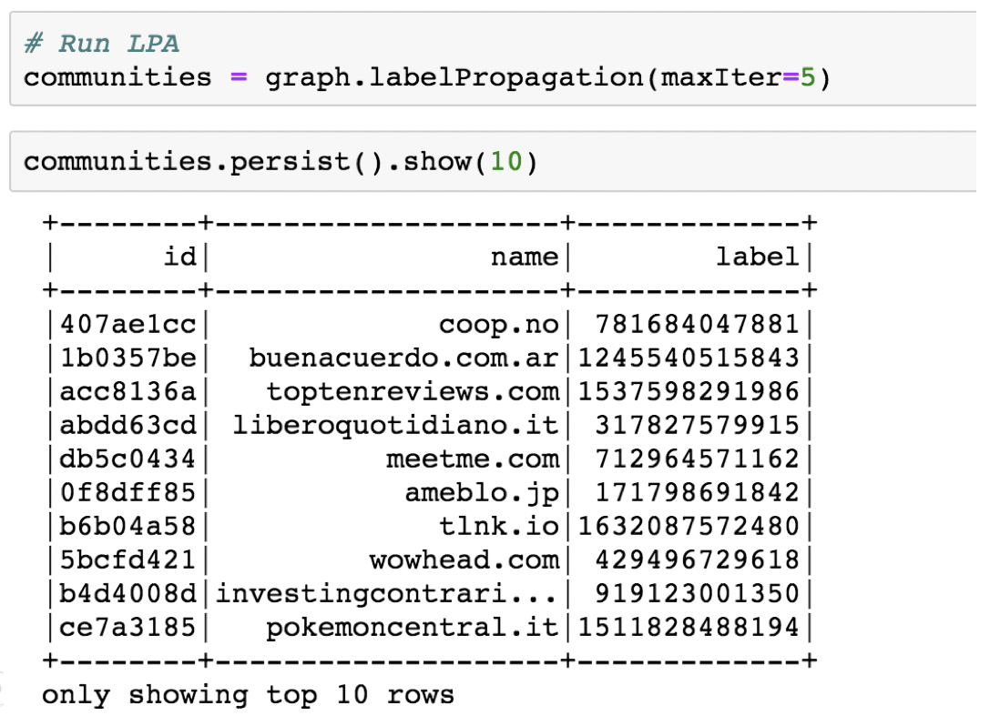 # Run LPA
communities = graph.labelPropagation(maxIter=5)
communities.persist().show(10)
+--------+--------------------+-------------+
|      id|                name|        label|
+--------+--------------------+-------------+
|407ae1cc|             coop.no| 781684047881|
|1b0357be|  buenacuerdo.com.ar|1245540515843|
|acc8136a|   toptenreviews.com|1537598291986|
|abdd63cd| liberoquotidiano.it| 317827579915|
|db5c0434|          meetme.com| 712964571162|
|0f8dff85|           ameblo.jp| 171798691842|
|b6b04a58|             tlnk.io|1632087572480|
|5bcfd421|         wowhead.com| 429496729618|
|b4d4008d|investingcontrari...| 919123001350|
|ce7a3185|   pokemoncentral.it|1511828488194|
+--------+--------------------+-------------+
only showing top 10 rows